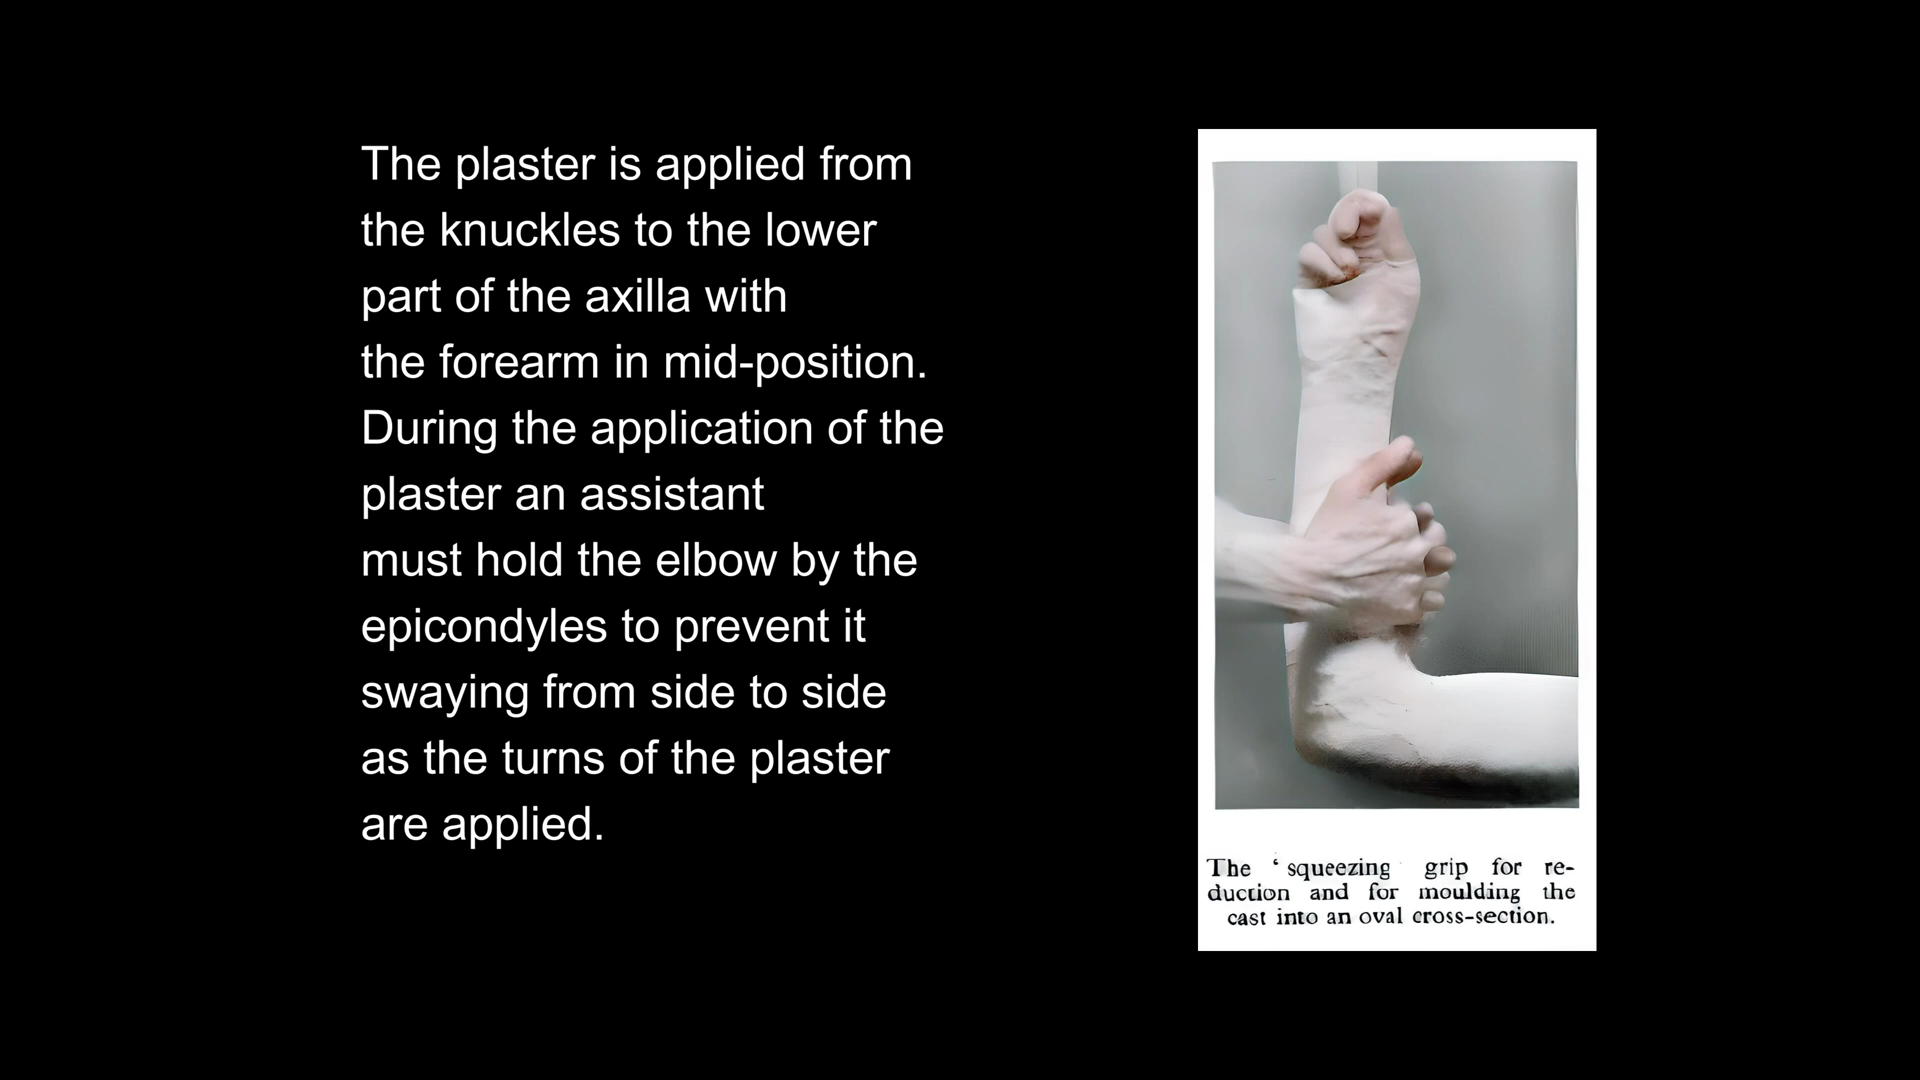 The plaster is applied from
the knuckles to the lower
part of the axilla with
the forearm in mid-position.
During the application of the
plaster an assistant
must hold the elbow by the
epicondyles to prevent it
swaying from side to side
as the turns of the plaster
are applied.
The ‘ squeezing grip for re-
duction and for moulding the
cast into an oval cross-section.